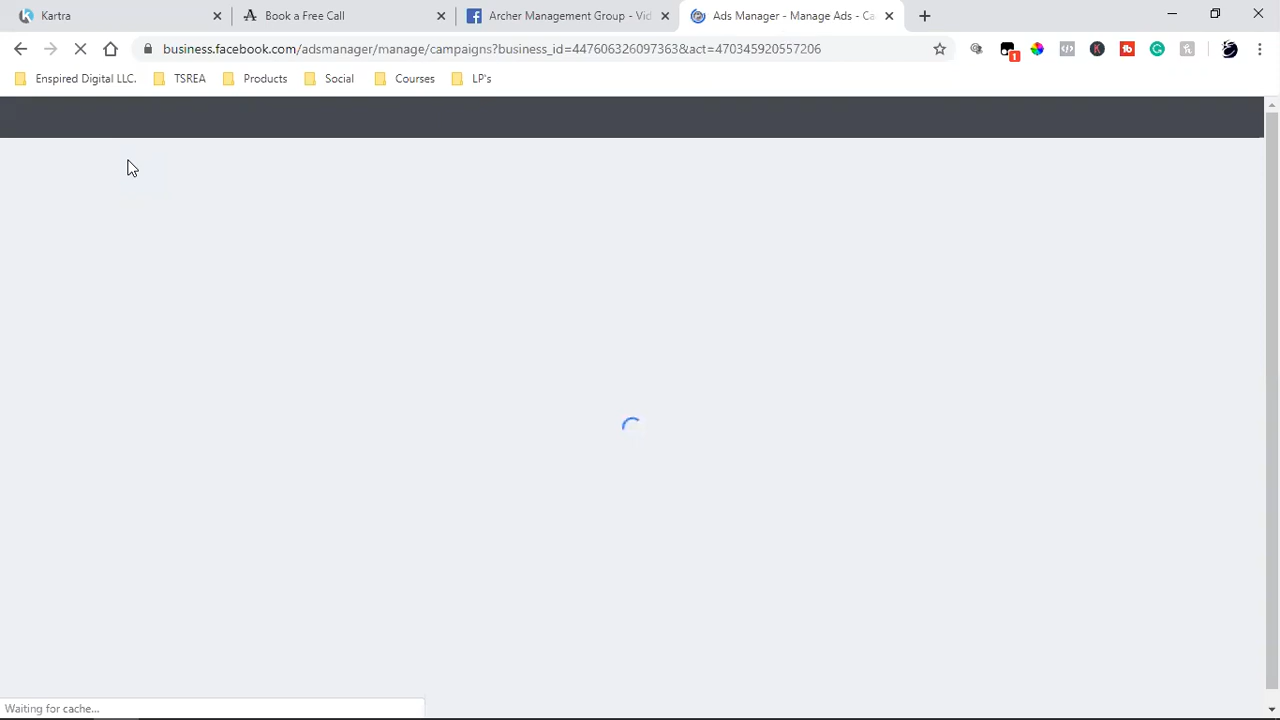 Kartra
Book a Free Call
Archer Management Group - Vid
Ads Manager - Manage Ads - Ca
business.facebook.com/adsmanager/manage/campaigns?business_id=447606326097363&act=470345920557206
1
Enspired Digital LLC.
TSREA
Products
Social
Courses
LP's
Waiting for cache...